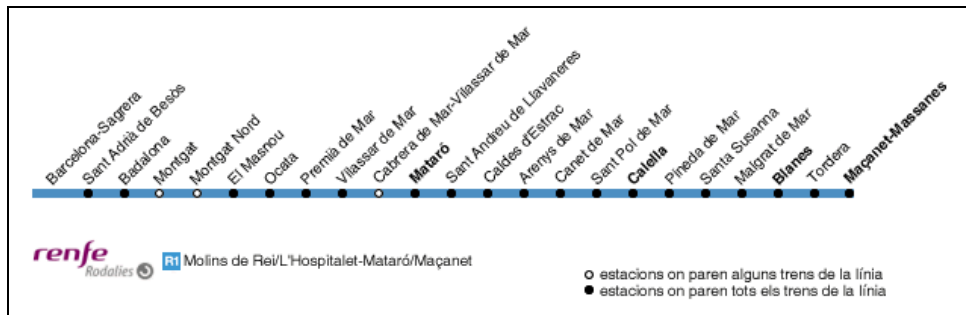 Barcelona-Sagrera
Sant Adrià de Besòs
Badalona
Montgat
Montgat Nord
El Masnou
Ocata
Premià de Mar
Vilassar de Mar
Cabrera de Mar-Vilassar de Mar
Mataró
Sant Andreu de Llavaneres
Caldes d'Estrac
Arenys de Mar
Canet de Mar
Sant Pol de Mar
Calella
Pineda de Mar
Santa Susanna
Malgrat de Mar
Blanes
Tordera
Maçanet-Massanes
renfe
Rodalies
R1 Molins de Rei/L'Hospitalet-Mataró/Maçanet
estacions on paren alguns trens de la línia
estacions on paren tots els trens de la línia